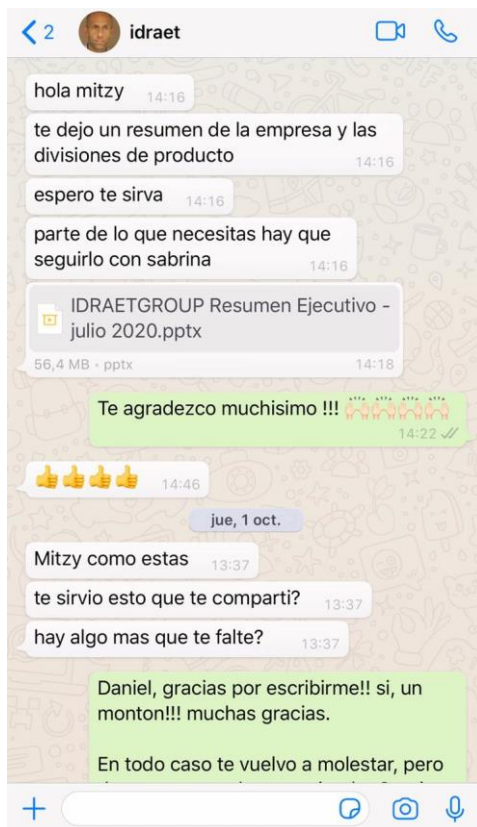 2
idraet
hola mitzy 14:16
te dejo un resumen de la empresa y las
divisiones de producto 14:16
espero te sirva 14:16
parte de lo que necesitas hay que
seguirlo con sabrina 14:16
IDRAETGROUP Resumen Ejecutivo -
julio 2020.pptx
56,4 MB • pptx 14:18
Te agradezco muchisimo !!! 🙌🏻🙌🏻🙌🏻🙌🏻
14:22
👍👍👍👍 14:46
jue, 1 oct.
Mitzy como estas 13:37
te sirvio esto que te comparti? 13:37
hay algo mas que te falte? 13:37
Daniel, gracias por escribirme!! si, un
monton!!! muchas gracias.
En todo caso te vuelvo a molestar, pero